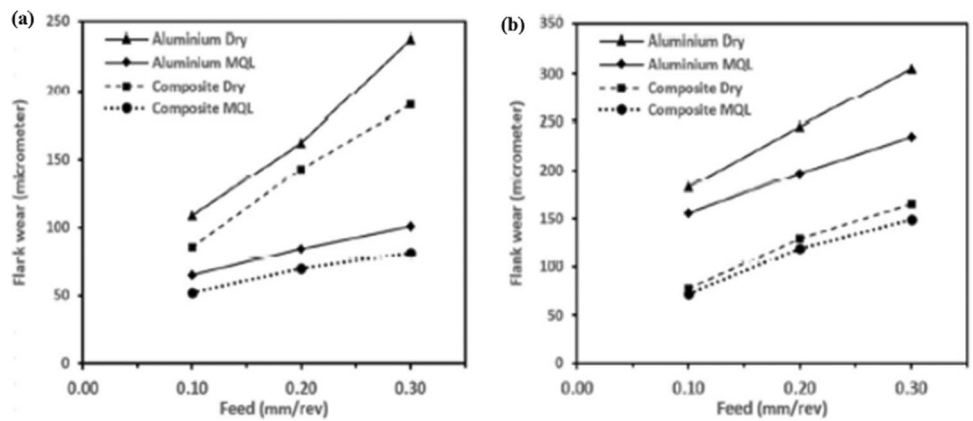 (a)
250
200
150
100
50
0
Flark wear (micrometer)
Aluminium Dry
Aluminium MQL
Composite Dry
Composite MQL
0.00 0.10 0.20 0.30
Feed (mm/rev)
(b)
350
300
250
200
150
100
50
0
Flank wear (micrometer)
Aluminium Dry
Aluminium MQL
Composite Dry
Composite MQL
0.00 0.10 0.20 0.30
Feed (mm/rev)